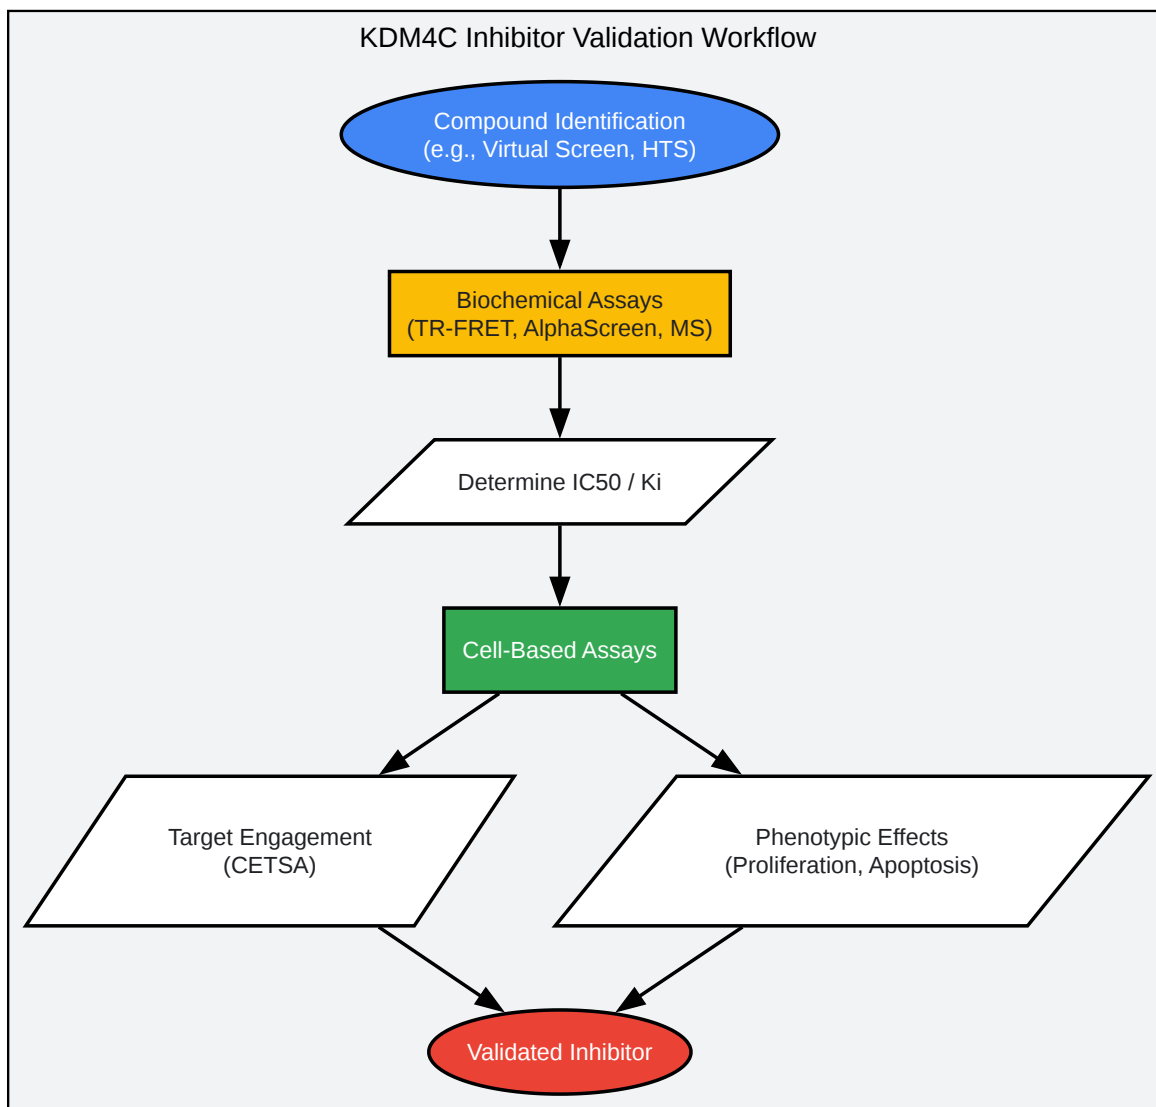 KDM4C Inhibitor Validation Workflow
Compound Identification
(e.g., Virtual Screen, HTS)
Biochemical Assays
(TR-FRET, AlphaScreen, MS)
Determine IC50 / Ki
Cell-Based Assays
Target Engagement
(CETSA)
Phenotypic Effects
(Proliferation, Apoptosis)
Validated Inhibitor